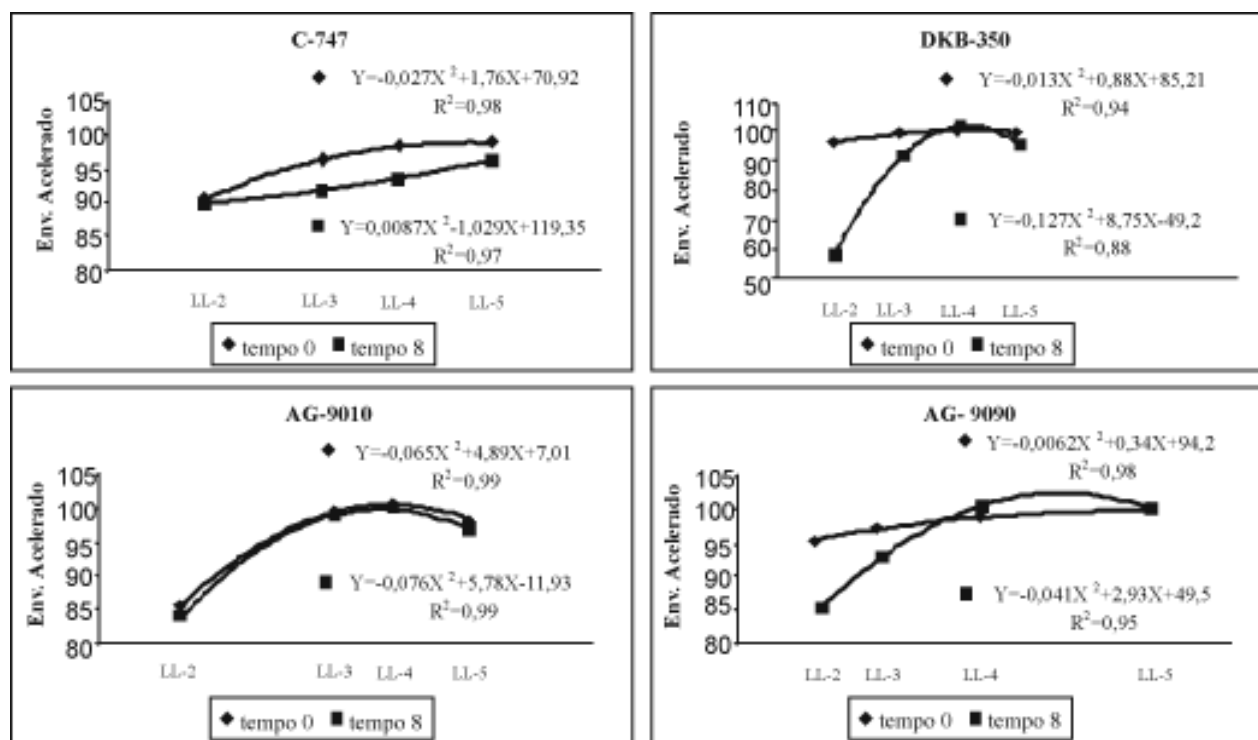 C-747
Y=-0,027X²+1,76X+70,92
R²=0,98
Env. Acelerado
105
100
95
90
85
80
Y=0,0087X²-1,029X+119,35
R²=0,97
LL-2 LL-3 LL-4 LL-5
tempo 0 tempo 8
DKB-350
Y=-0,013X²+0,88X+85,21
R²=0,94
Env. Acelerado
110
100
90
80
70
60
50
Y=-0,127X²+8,75X-49,2
R²=0,88
LL-2 LL-3 LL-4 LL-5
tempo 0 tempo 8
AG-9010
Y=-0,065X²+4,89X+7,01
R²=0,99
Env. Acelerado
105
100
95
90
85
80
Y=-0,076X²+5,78X-11,93
R²=0,99
LL-2 LL-3 LL-4 LL-5
tempo 0 tempo 8
AG- 9090
Y=-0,0062X²+0,34X+94,2
R²=0,98
Env. Acelerado
105
100
95
90
85
80
Y=-0,041X²+2,93X+49,5
R²=0,95
LL-2 LL-3 LL-4 LL-5
tempo 0 tempo 8